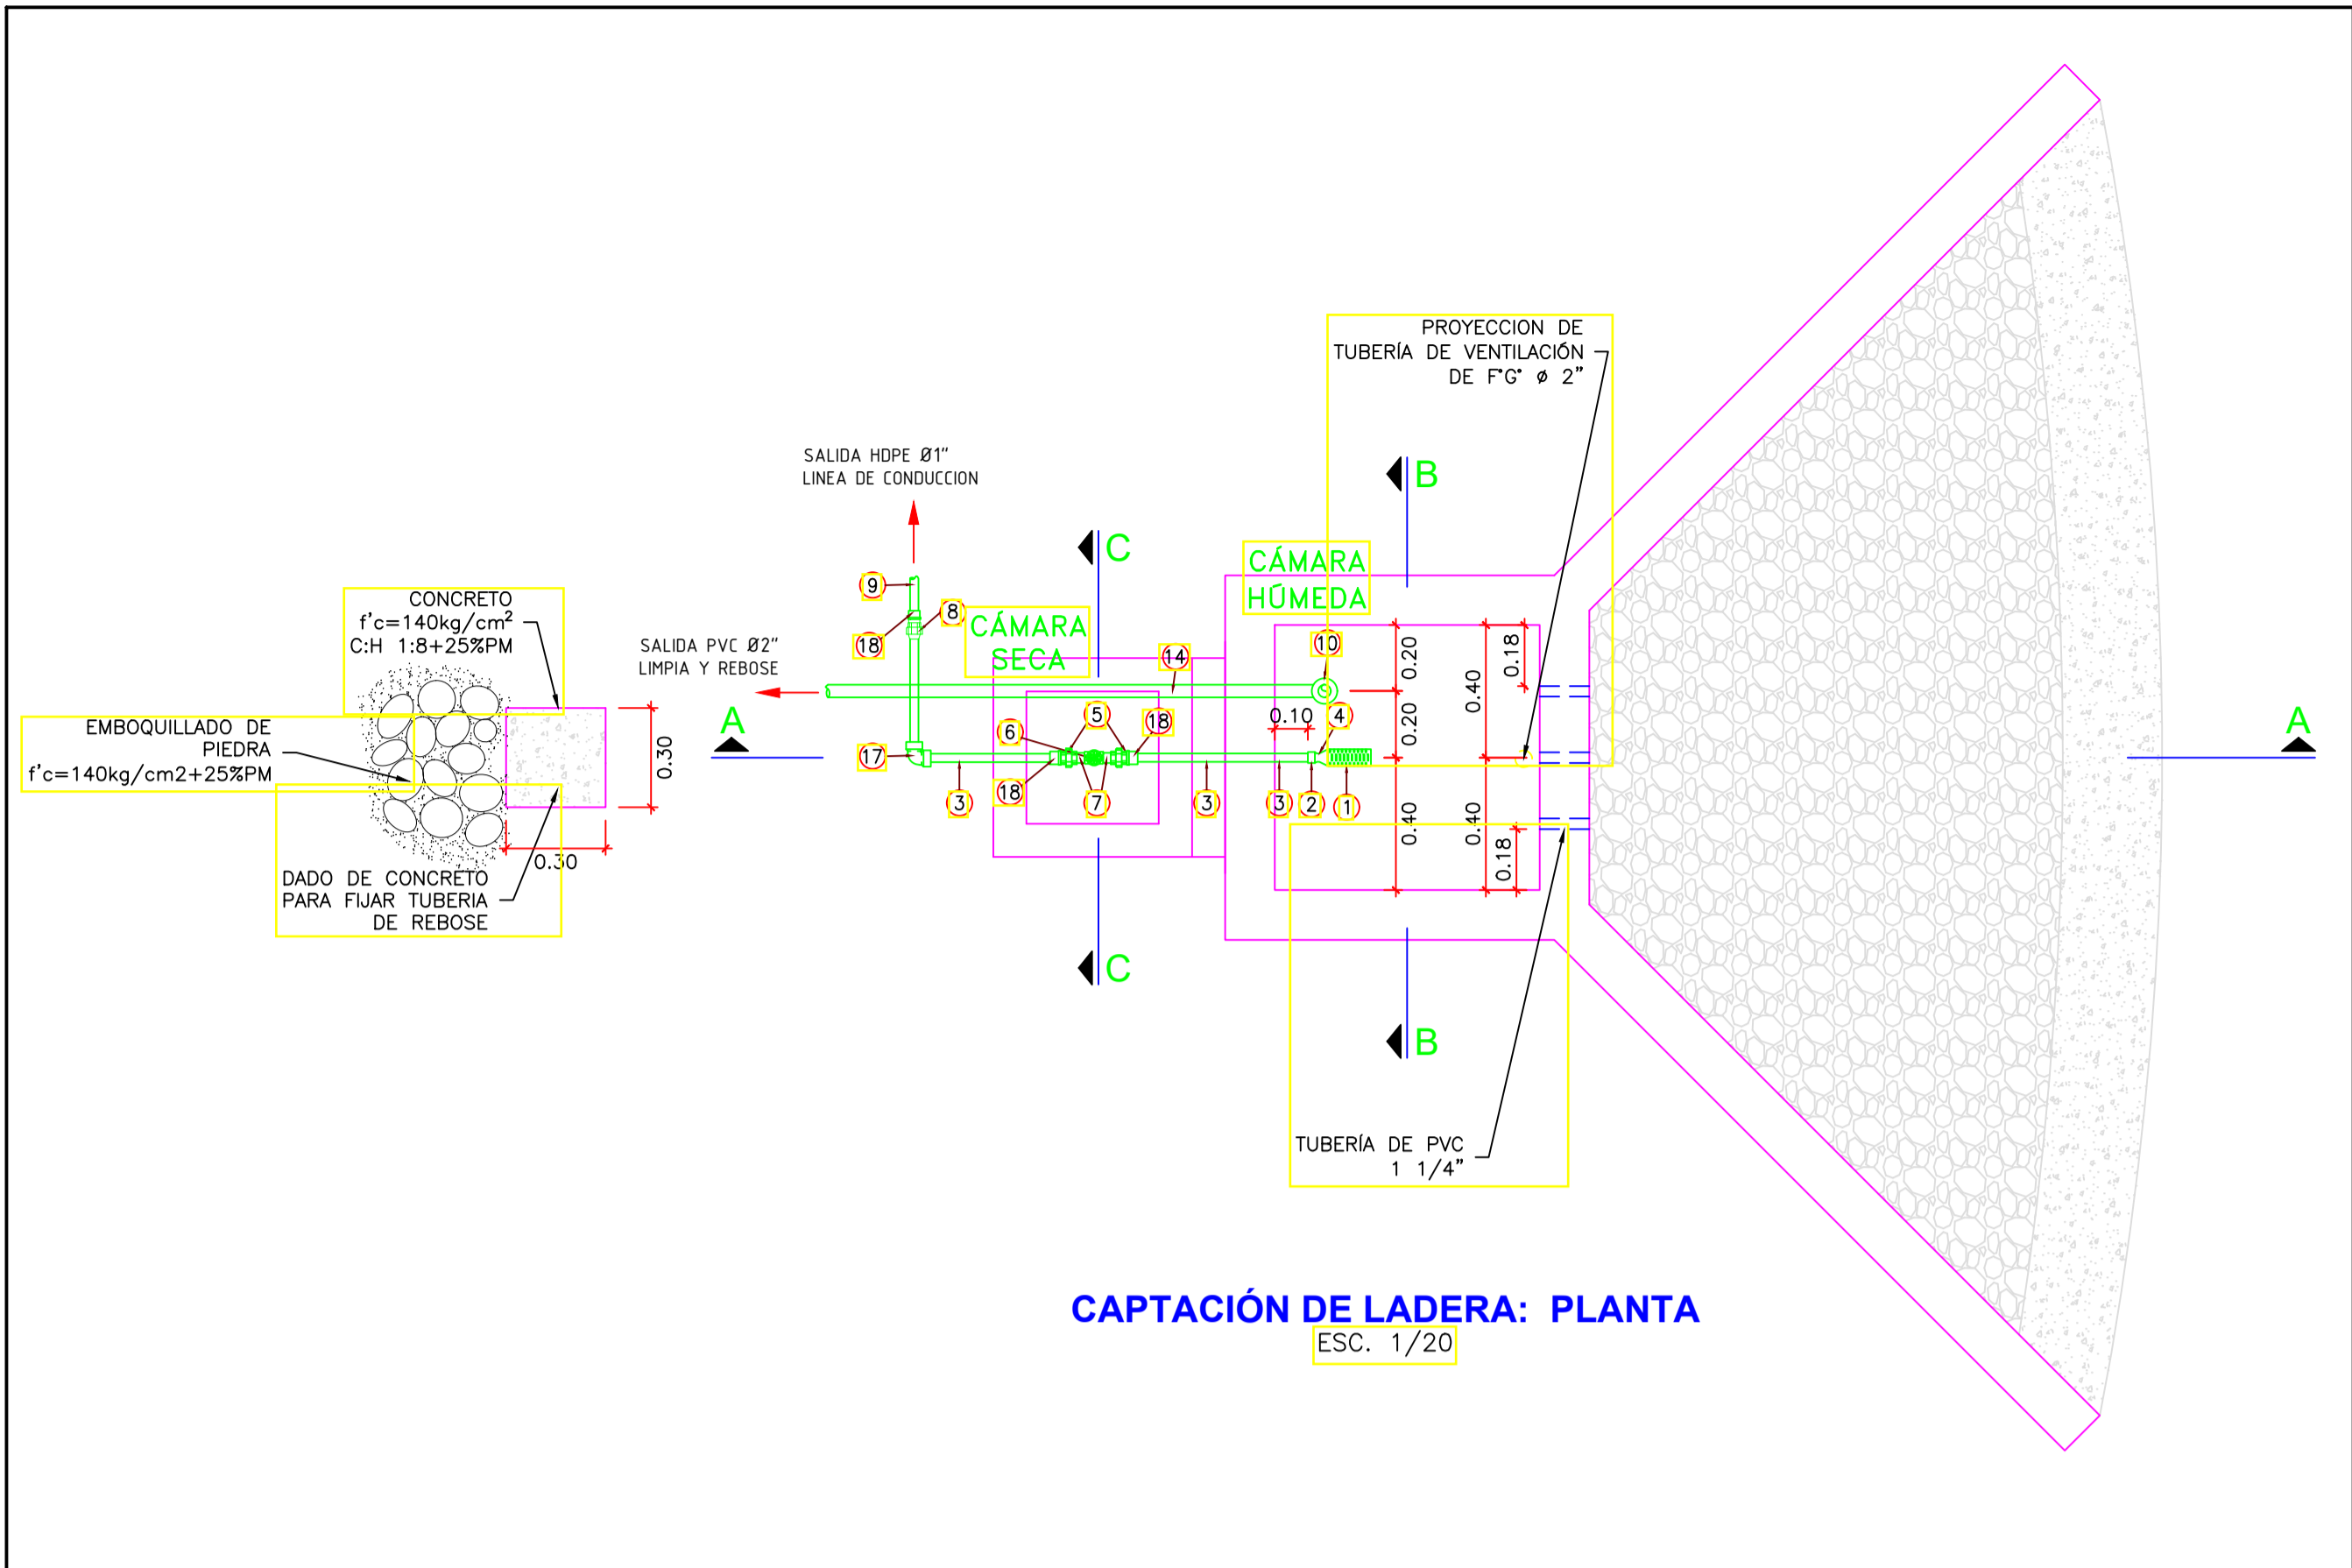 PROYECCION DE
TUBERÍA DE VENTILACIÓN
DE F°G° ø 2"
SALIDA HDPE Ø1"
LINEA DE CONDUCCION
B
C
CÁMARA
HÚMEDA
9
8
18
CONCRETO
f'c=140kg/cm²
C:H 1:8+25%PM
CÁMARA
SECA
SALIDA PVC Ø2"
LIMPIA Y REBOSE
14
10
0.20
0.40
0.18
EMBOQUILLADO DE
PIEDRA
f'c=140kg/cm2+25%PM
0.30
A
17
6
5
18
0.10
4
0.20
A
18
3
7
3
3
2
1
0.40
0.40
0.18
0.30
DADO DE CONCRETO
PARA FIJAR TUBERIA
DE REBOSE
C
B
TUBERÍA DE PVC
1 1/4"
CAPTACIÓN DE LADERA: PLANTA
ESC. 1/20